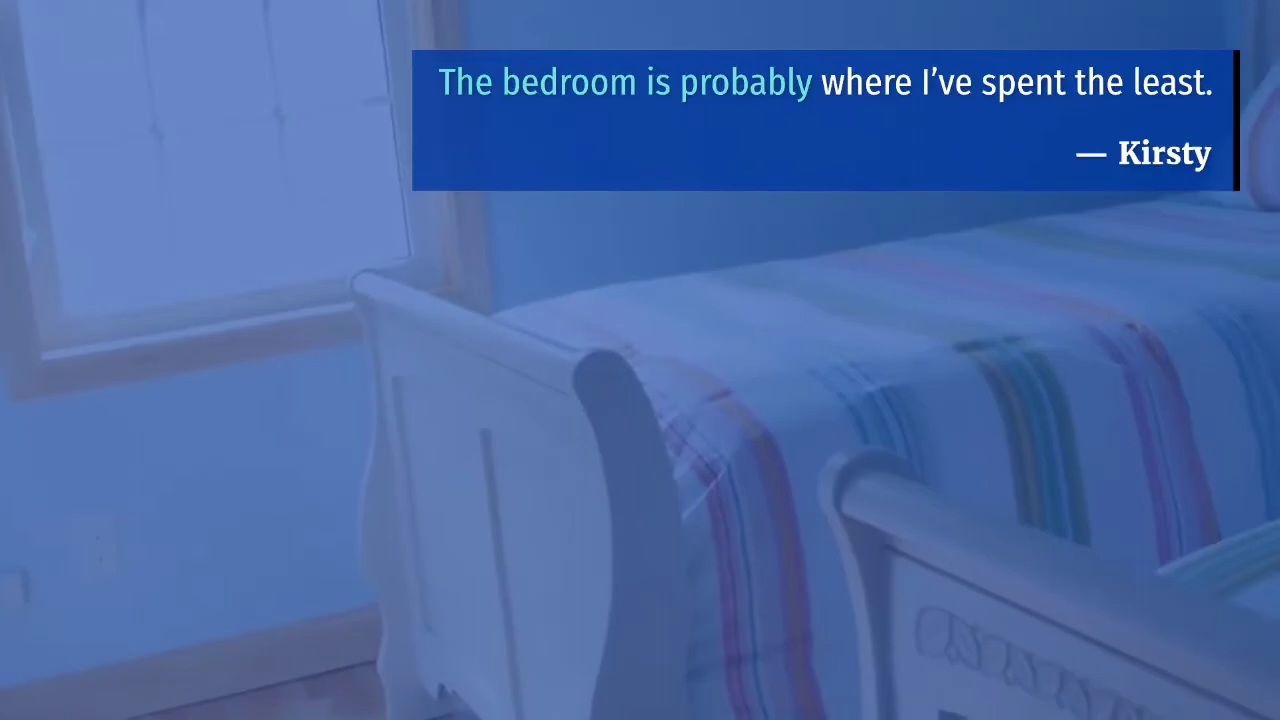 The bedroom is probably where I’ve spent the least.
— Kirsty